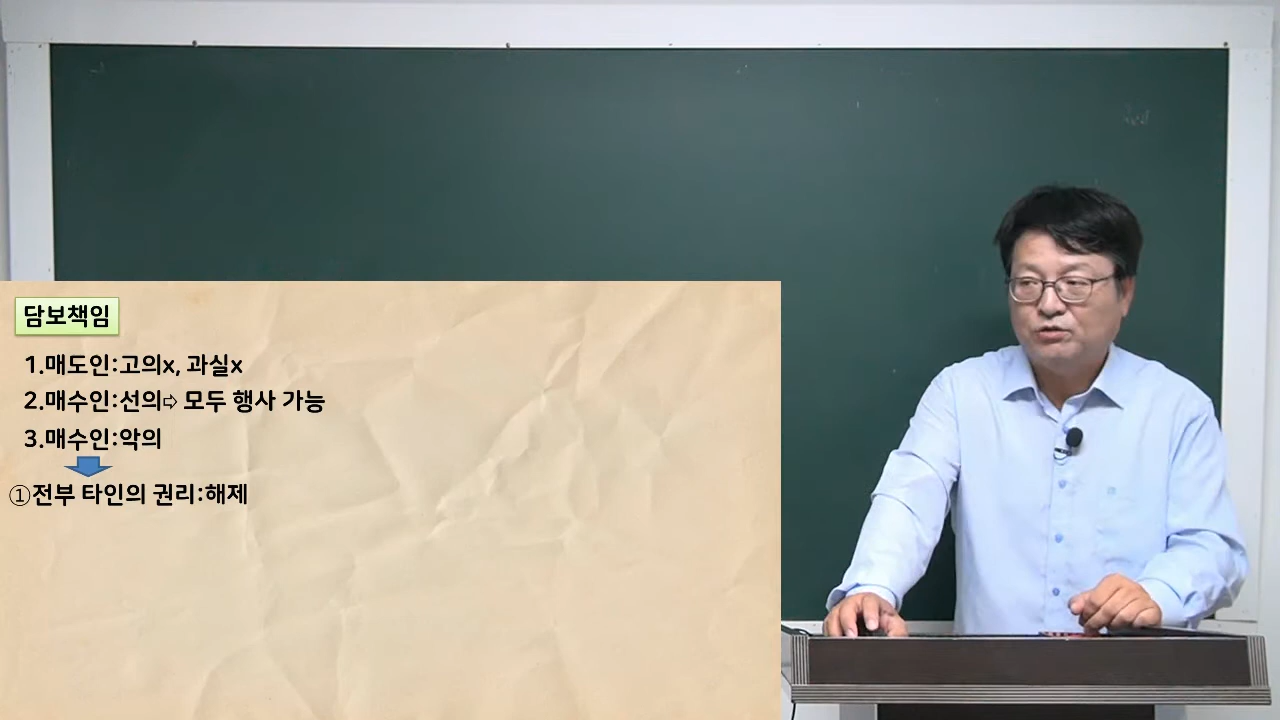 담보책임
1.매도인:고의x, 과실x
2.매수인:선의⇨ 모두 행사 가능
3.매수인:악의
①전부 타인의 권리:해제